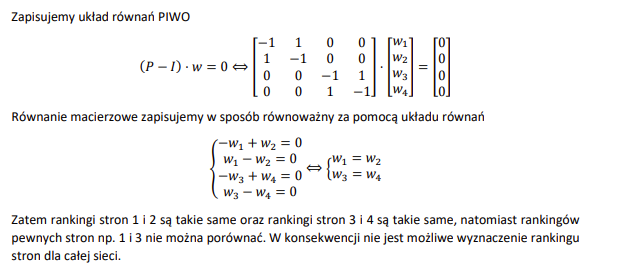 Zapisujemy układ równań PIWO
(P − I) · w = 0 ⇔ [−1 1 0 0; 1 −1 0 0; 0 0 −1 1; 0 0 1 −1] · [w₁; w₂; w₃; w₄] = [0; 0; 0; 0]
Równanie macierzowe zapisujemy w sposób równoważny za pomocą układu równań
{−w₁ + w₂ = 0; w₁ − w₂ = 0; −w₃ + w₄ = 0; w₃ − w₄ = 0 ⇔ {w₁ = w₂; w₃ = w₄
Zatem rankingi stron 1 i 2 są takie same oraz rankingi stron 3 i 4 są takie same, natomiast rankingów
pewnych stron np. 1 i 3 nie można porównać. W konsekwencji nie jest możliwe wyznaczenie rankingu
stron dla całej sieci.